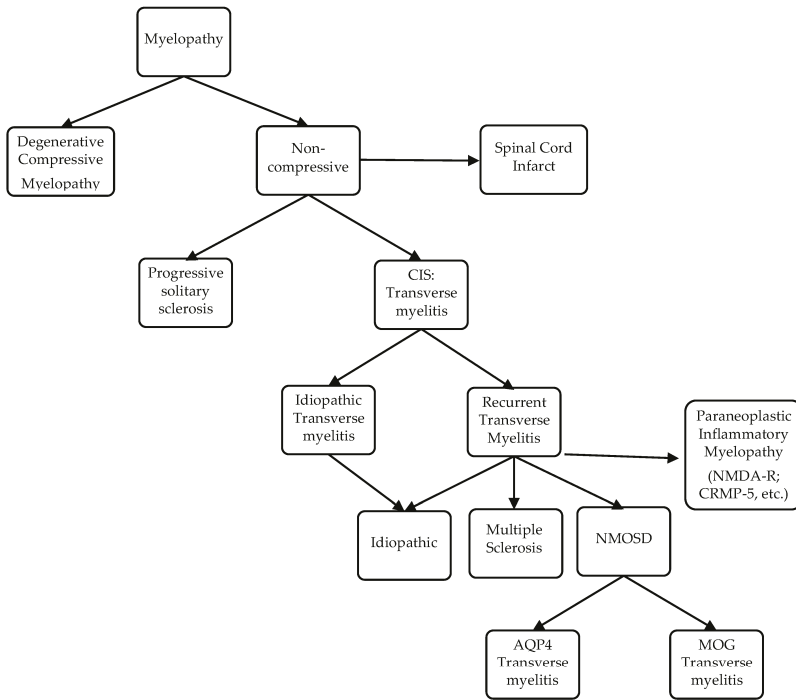 Myelopathy
Degenerative
Compressive
Myelopathy
Non-
compressive
Spinal Cord
Infarct
Progressive
solitary
sclerosis
CIS:
Transverse
myelitis
Idiopathic
Transverse
myelitis
Recurrent
Transverse
Myelitis
Paraneoplastic
Inflammatory
Myelopathy
(NMDA-R;
CRMP-5, etc.)
Idiopathic
Multiple
Sclerosis
NMOSD
AQP4
Transverse
myelitis
MOG
Transverse
myelitis